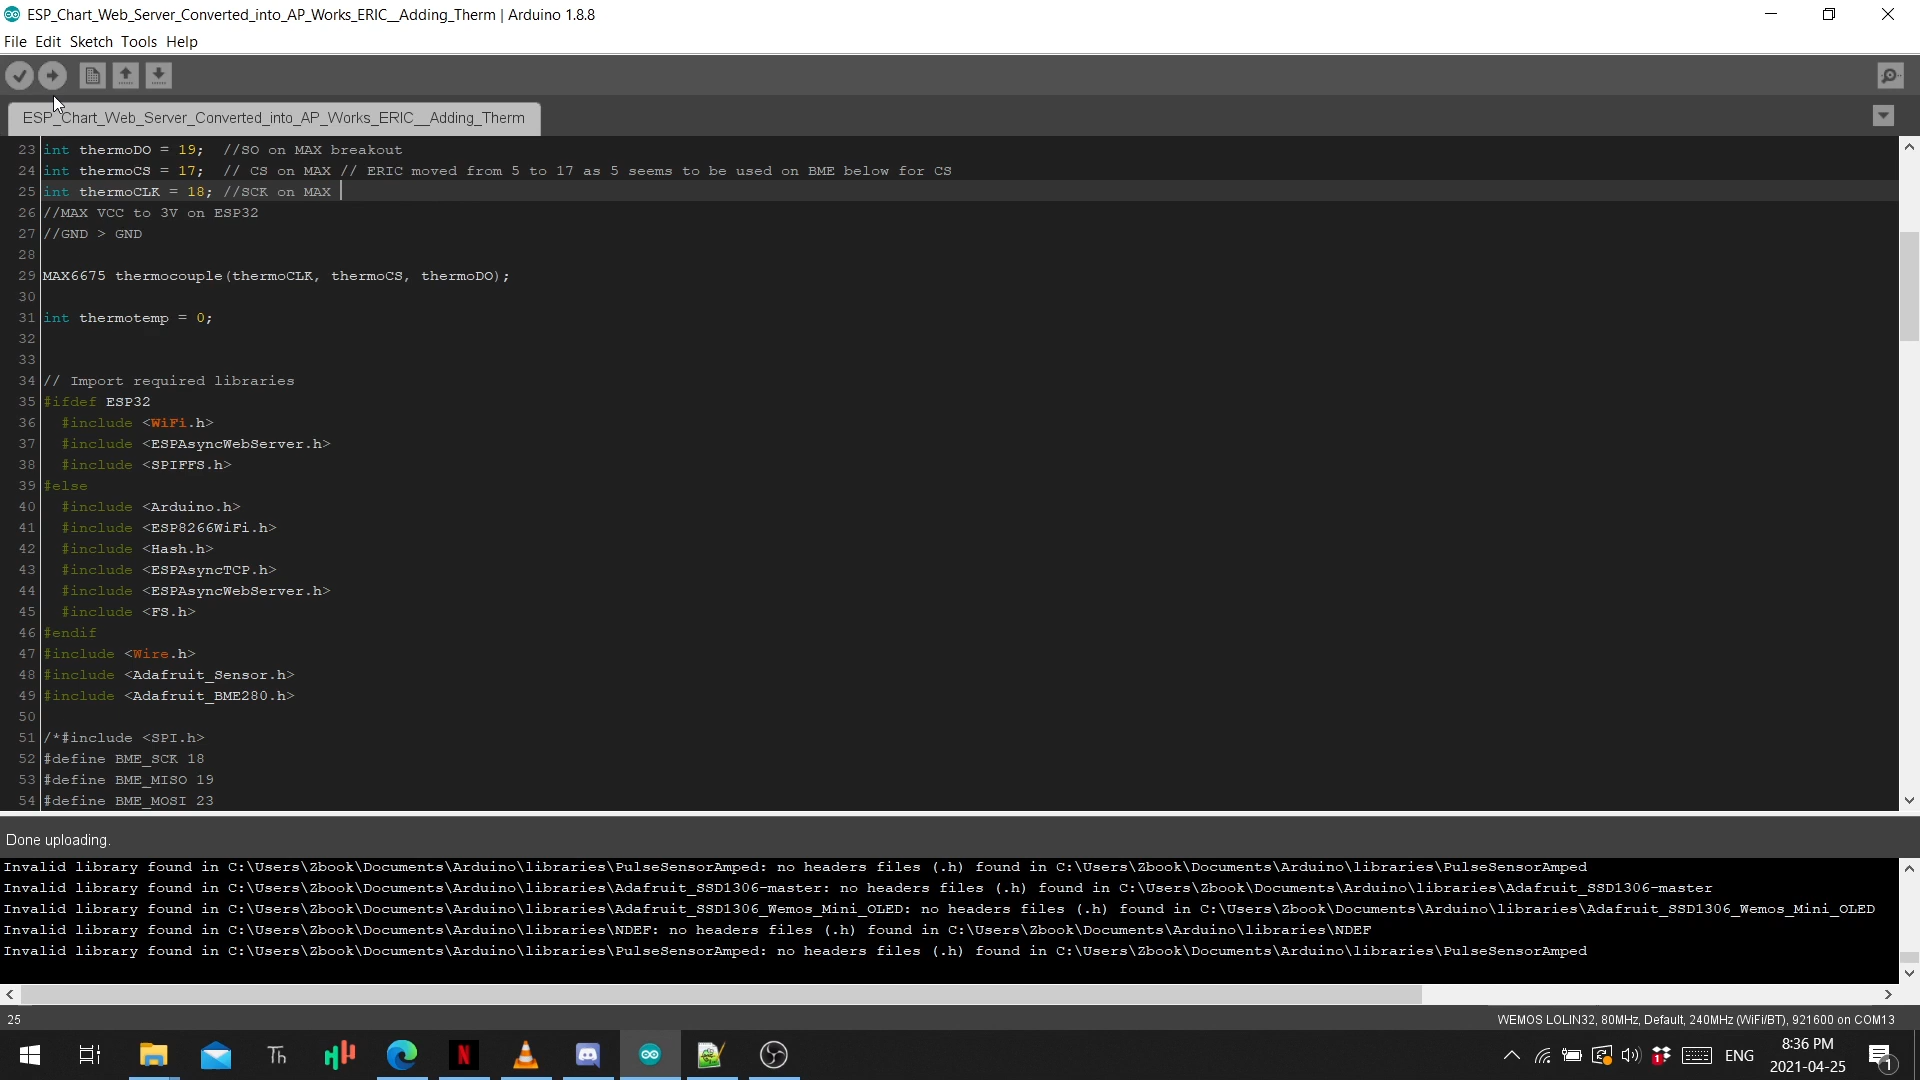 ESP_Chart_Web_Server_Converted_into_AP_Works_ERIC__Adding_Therm | Arduino 1.8.8
File Edit Sketch Tools Help
ESP_Chart_Web_Server_Converted_into_AP_Works_ERIC__Adding_Therm
23 int thermoDO = 19;  //SO on MAX breakout
24 int thermoCS = 17;  // CS on MAX // ERIC moved from 5 to 17 as 5 seems to be used on BME below for CS
25 int thermoCLK = 18; //SCK on MAX
26 //MAX VCC to 3V on ESP32
27 //GND > GND
28
29 MAX6675 thermocouple(thermoCLK, thermoCS, thermoDO);
30
31 int thermotemp = 0;
32
33
34 // Import required libraries
35 #ifdef ESP32
36   #include <WiFi.h>
37   #include <ESPAsyncWebServer.h>
38   #include <SPIFFS.h>
39 #else
40   #include <Arduino.h>
41   #include <ESP8266WiFi.h>
42   #include <Hash.h>
43   #include <ESPAsyncTCP.h>
44   #include <ESPAsyncWebServer.h>
45   #include <FS.h>
46 #endif
47 #include <Wire.h>
48 #include <Adafruit_Sensor.h>
49 #include <Adafruit_BME280.h>
50
51 /*#include <SPI.h>
52 #define BME_SCK 18
53 #define BME_MISO 19
54 #define BME_MOSI 23
Done uploading.
Invalid library found in C:\Users\Zbook\Documents\Arduino\libraries\PulseSensorAmped: no headers files (.h) found in C:\Users\Zbook\Documents\Arduino\libraries\PulseSensorAmped
Invalid library found in C:\Users\Zbook\Documents\Arduino\libraries\Adafruit_SSD1306-master: no headers files (.h) found in C:\Users\Zbook\Documents\Arduino\libraries\Adafruit_SSD1306-master
Invalid library found in C:\Users\Zbook\Documents\Arduino\libraries\Adafruit_SSD1306_Wemos_Mini_OLED: no headers files (.h) found in C:\Users\Zbook\Documents\Arduino\libraries\Adafruit_SSD1306_Wemos_Mini_OLED
Invalid library found in C:\Users\Zbook\Documents\Arduino\libraries\NDEF: no headers files (.h) found in C:\Users\Zbook\Documents\Arduino\libraries\NDEF
Invalid library found in C:\Users\Zbook\Documents\Arduino\libraries\PulseSensorAmped: no headers files (.h) found in C:\Users\Zbook\Documents\Arduino\libraries\PulseSensorAmped
25 WEMOS LOLIN32, 80MHz, Default, 240MHz (WiFi/BT), 921600 on COM13
Th N 1 ENG 8:36 PM
2021-04-25 1